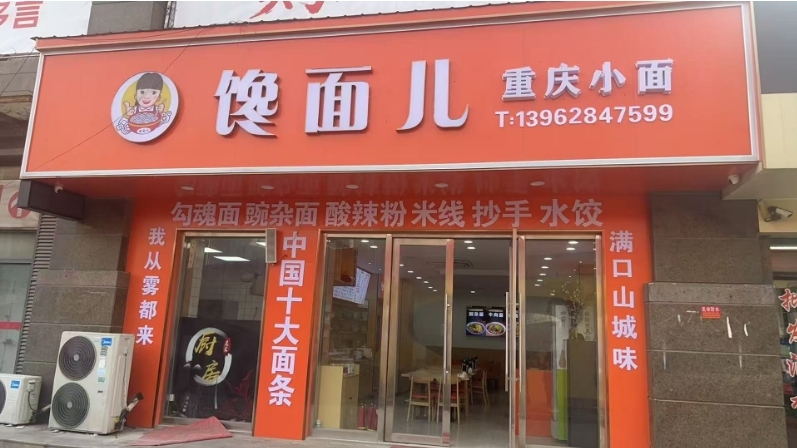 馋面儿
重庆小面
T:13962847599
勾魂面 豌杂面 酸辣粉 米线 抄手 水饺
我从雾都来
中国十大面条
满口山城味
厨房